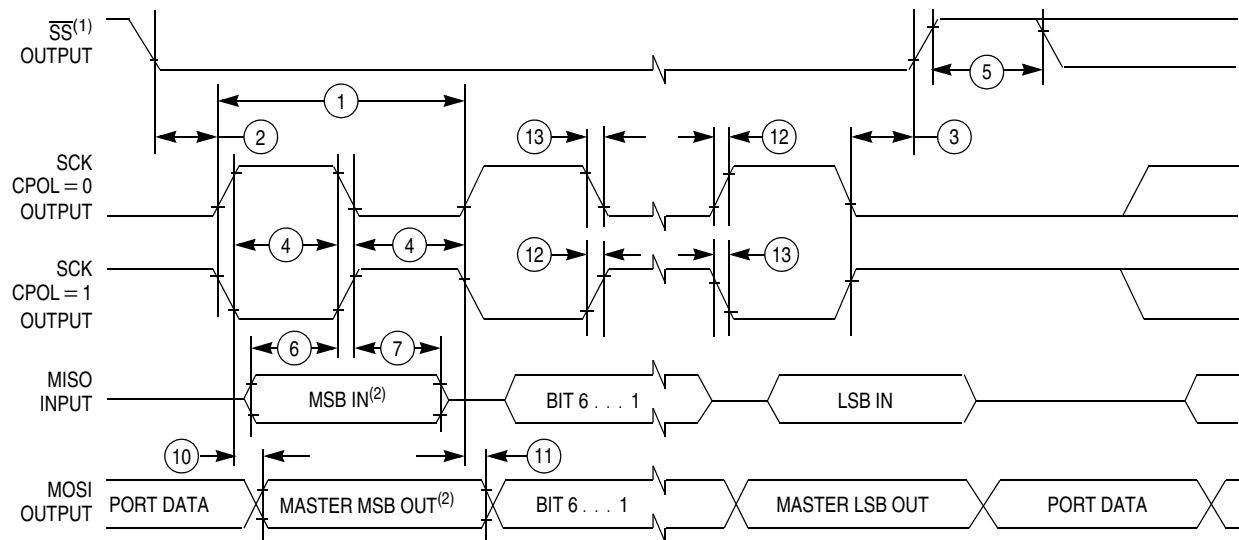 SS(1)
OUTPUT
5
1
2
13
12
3
SCK
CPOL = 0
OUTPUT
4
4
12
13
SCK
CPOL = 1
OUTPUT
6
7
MISO
INPUT
MSB IN(2)
BIT 6 . . . 1
LSB IN
10
11
MOSI
OUTPUT
PORT DATA
MASTER MSB OUT(2)
BIT 6 . . . 1
MASTER LSB OUT
PORT DATA